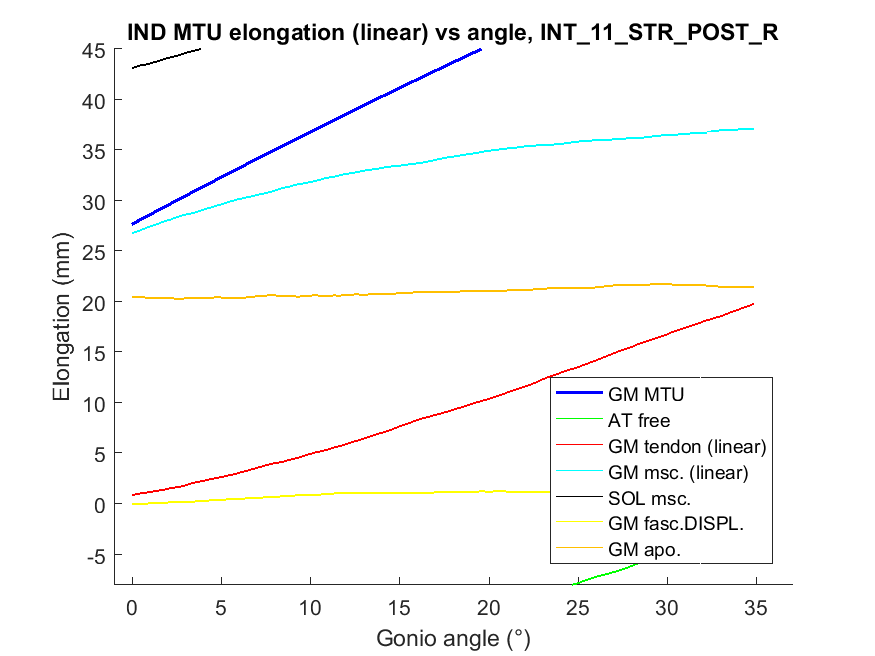 IND MTU elongation (linear) vs angle, INT_11_STR_POST_R
45
40
35
30
25
20
15
10
5
0
-5
Elongation (mm)
GM MTU
AT free
GM tendon (linear)
GM msc. (linear)
SOL msc.
GM fasc.DISPL.
GM apo.
0 5 10 15 20 25 30 35
Gonio angle (°)